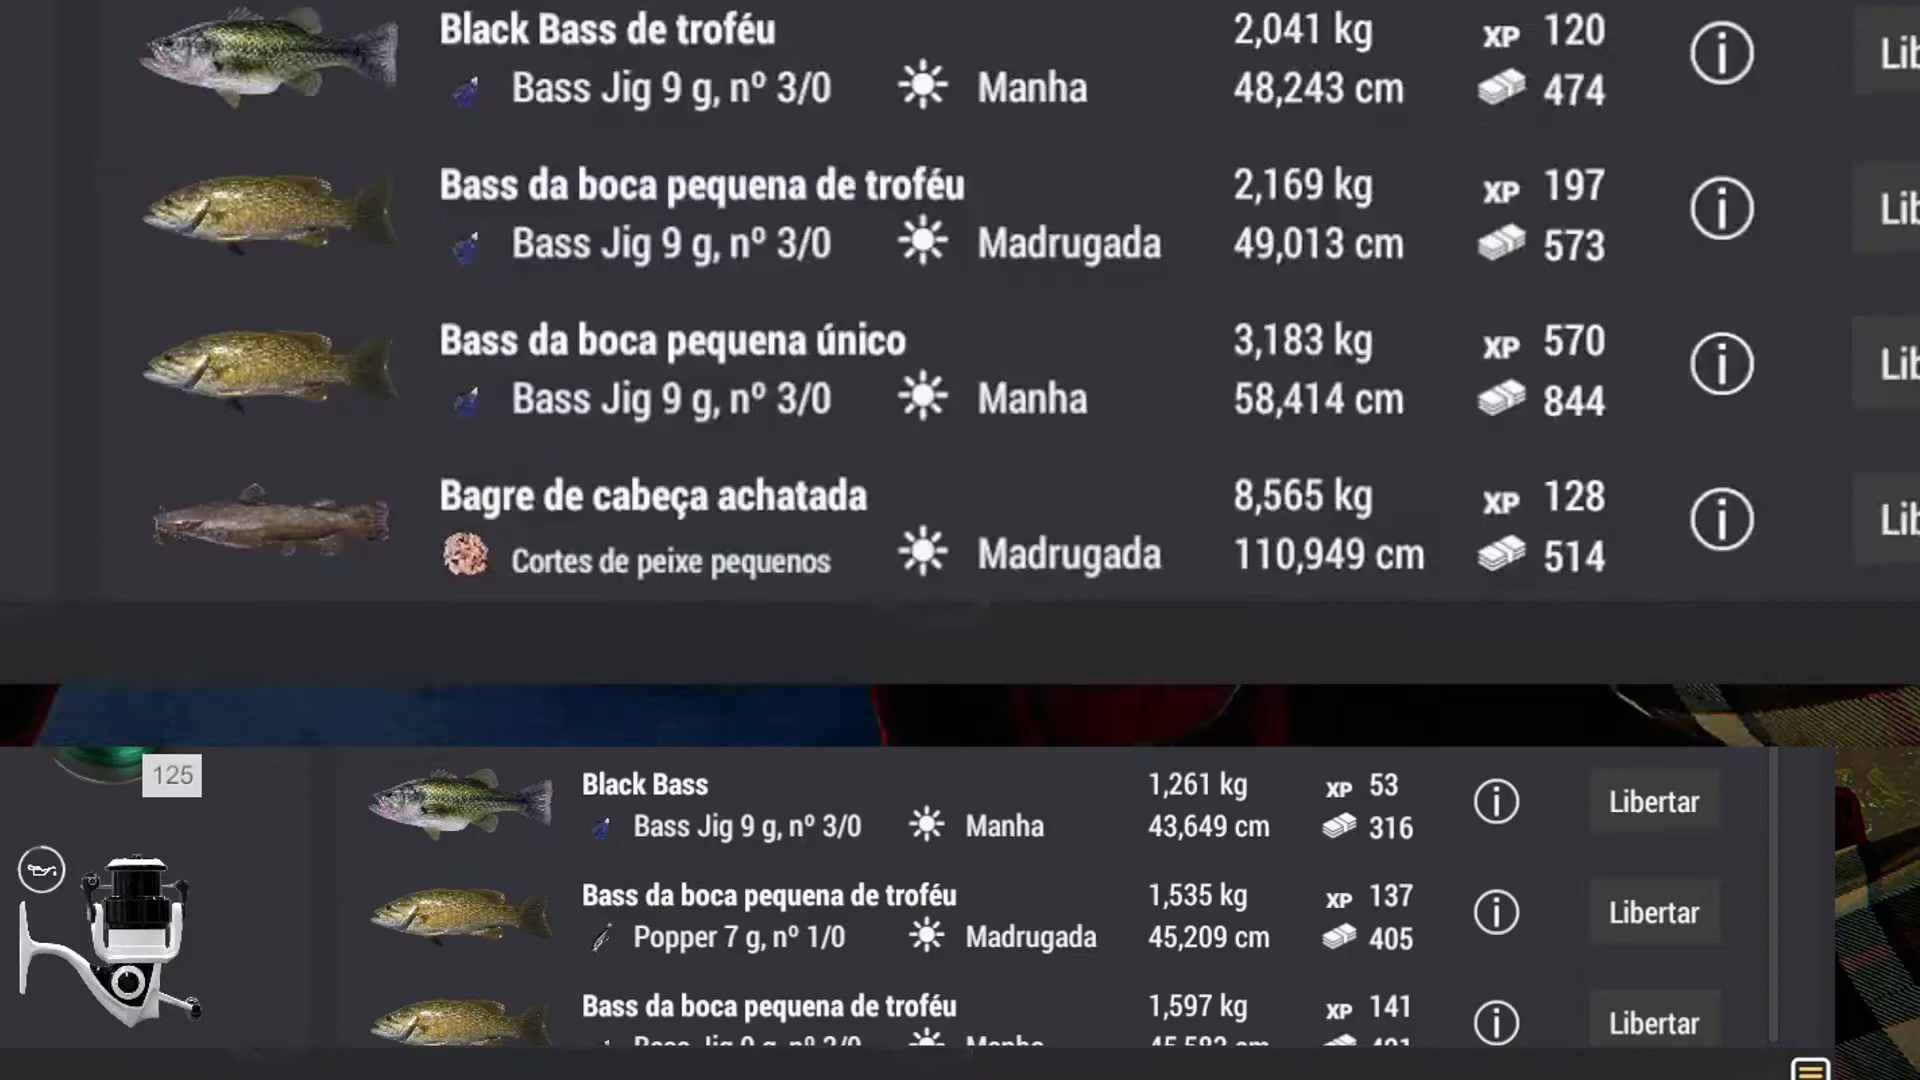 Black Bass de troféu 2,041 kg XP 120
Bass Jig 9 g, nº 3/0 Manha 48,243 cm 474
Lib
Bass da boca pequena de troféu 2,169 kg XP 197
Bass Jig 9 g, nº 3/0 Madrugada 49,013 cm 573
Lib
Bass da boca pequena único 3,183 kg XP 570
Bass Jig 9 g, nº 3/0 Manha 58,414 cm 844
Lib
Bagre de cabeça achatada 8,565 kg XP 128
Cortes de peixe pequenos Madrugada 110,949 cm 514
Lib
125
Black Bass 1,261 kg XP 53
Bass Jig 9 g, nº 3/0 Manha 43,649 cm 316
Libertar
Bass da boca pequena de troféu 1,535 kg XP 137
Popper 7 g, nº 1/0 Madrugada 45,209 cm 405
Libertar
Bass da boca pequena de troféu 1,597 kg XP 141
Libertar